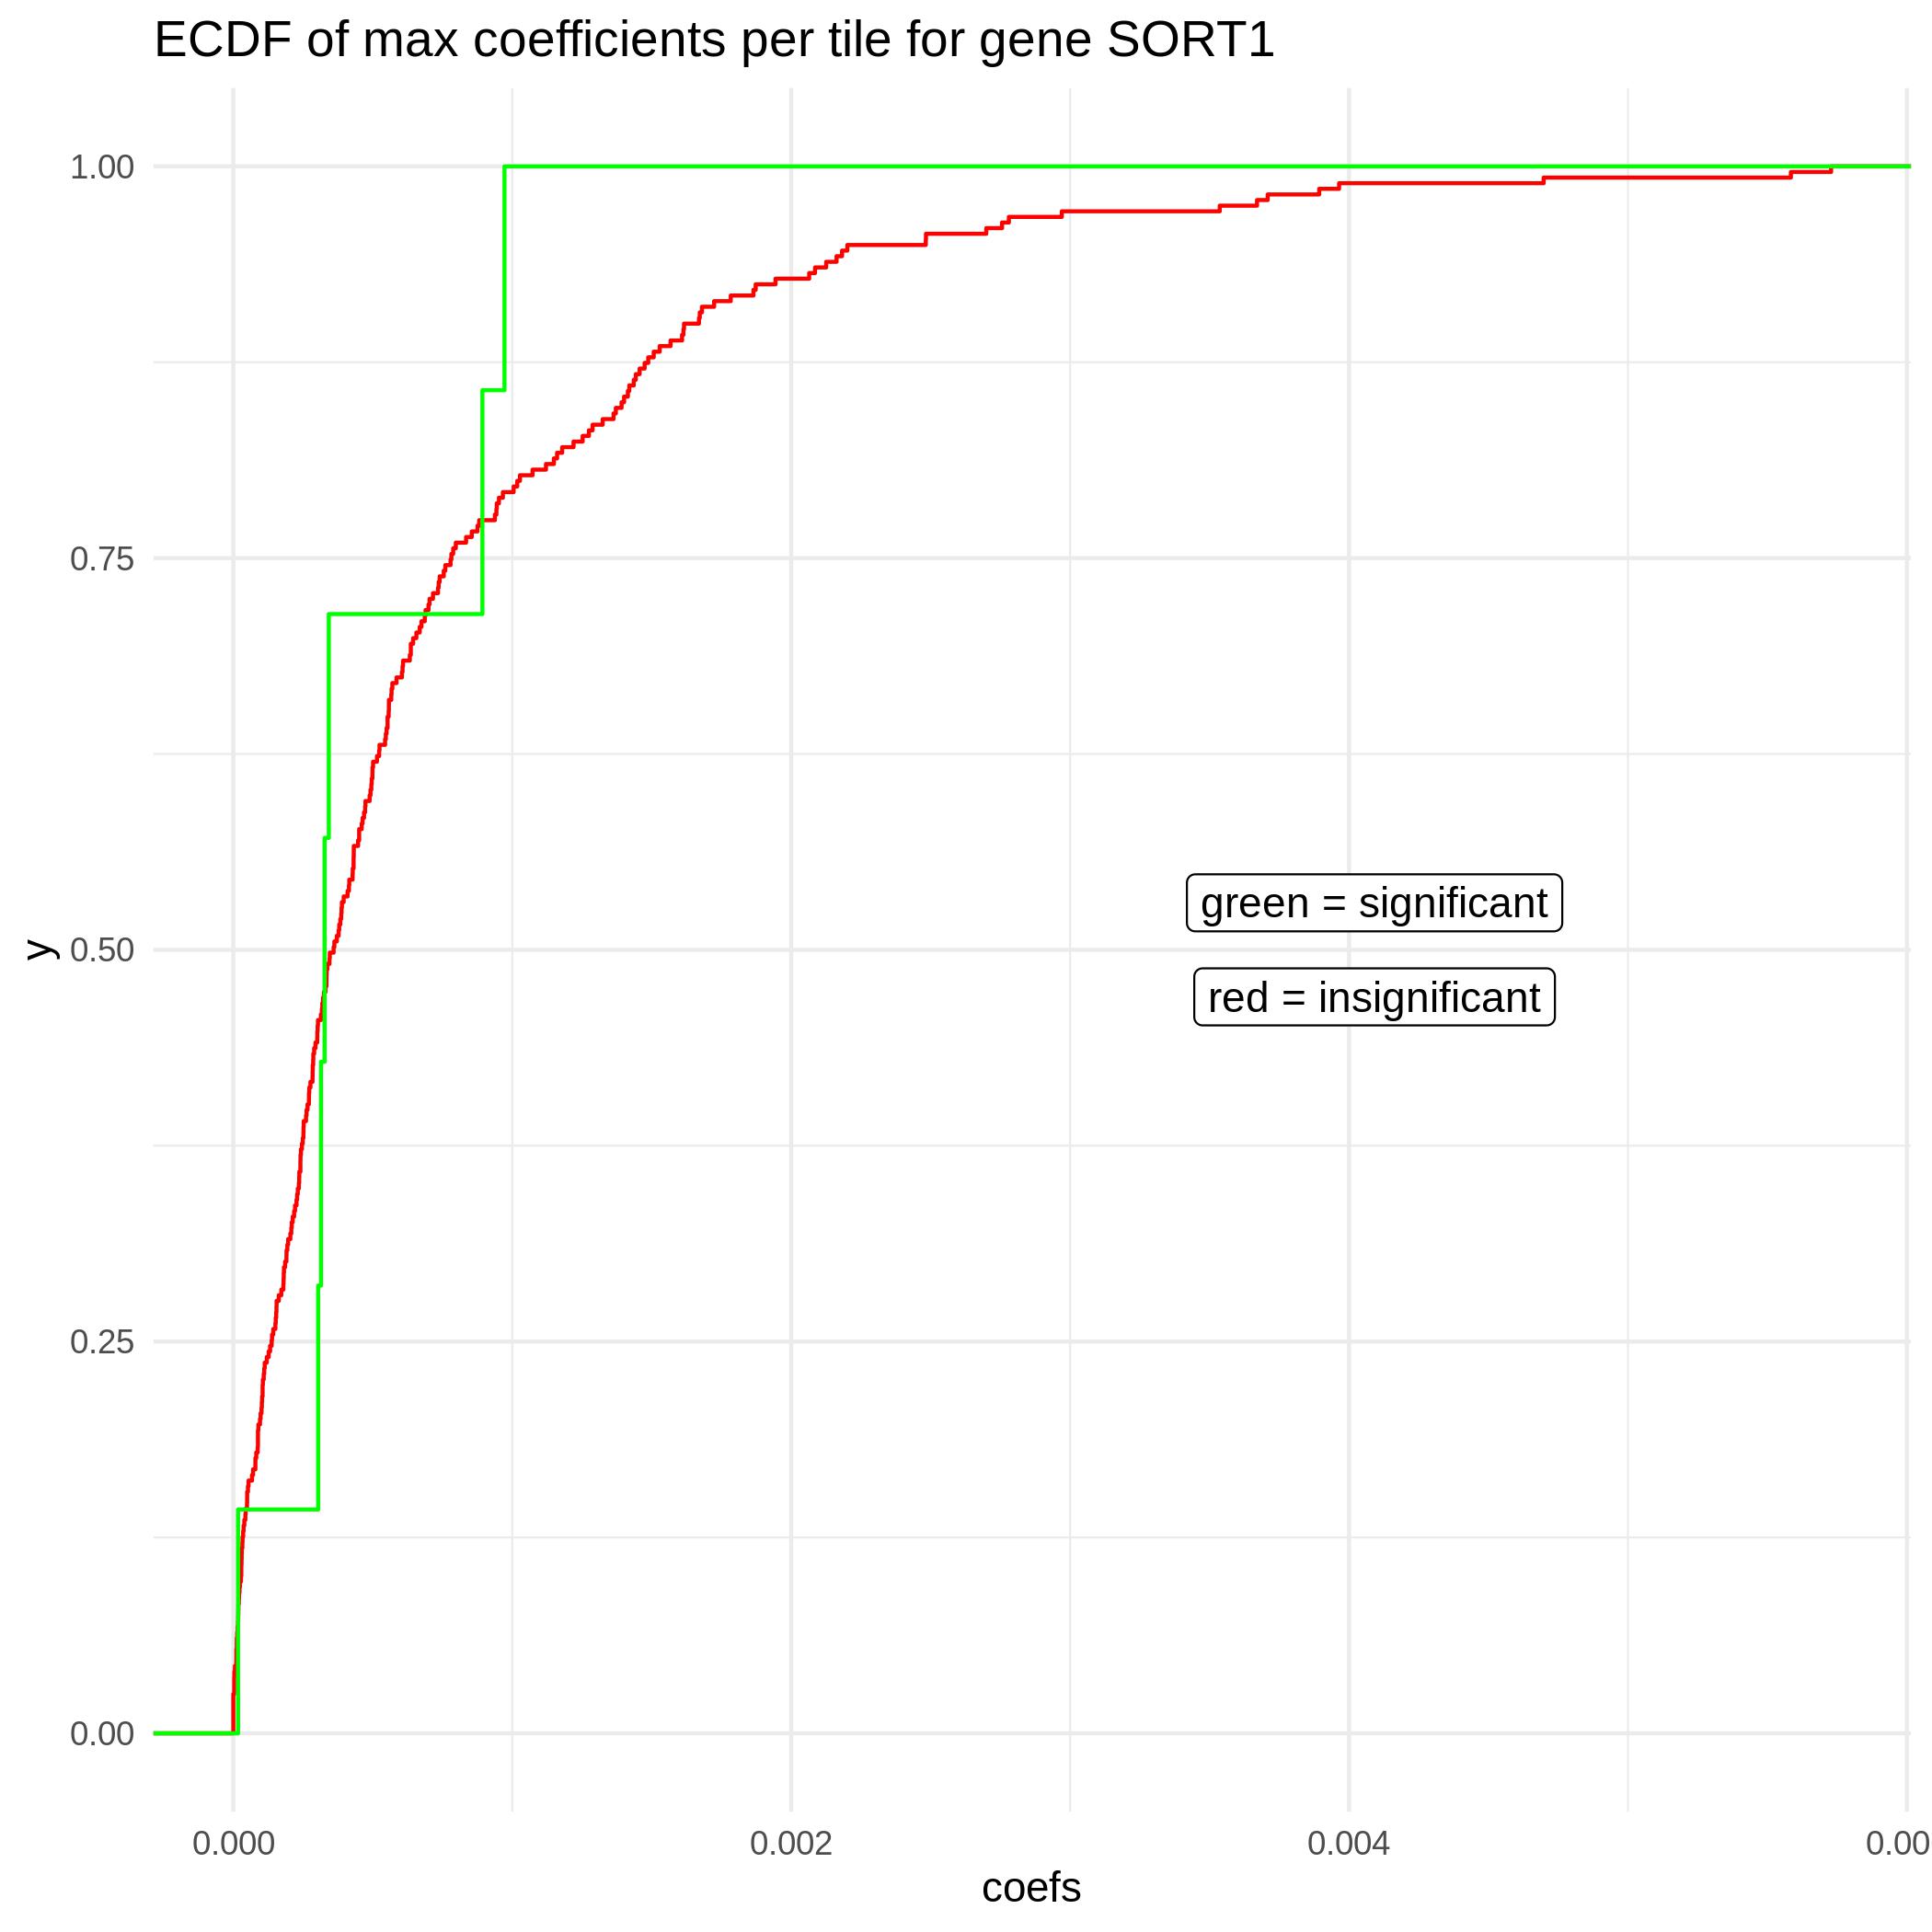 ECDF of max coefficients per tile for gene SORT1
1.00
0.75
0.50
0.25
0.00
y
green = significant
red = insignificant
0.000
0.002
0.004
0.00
coefs